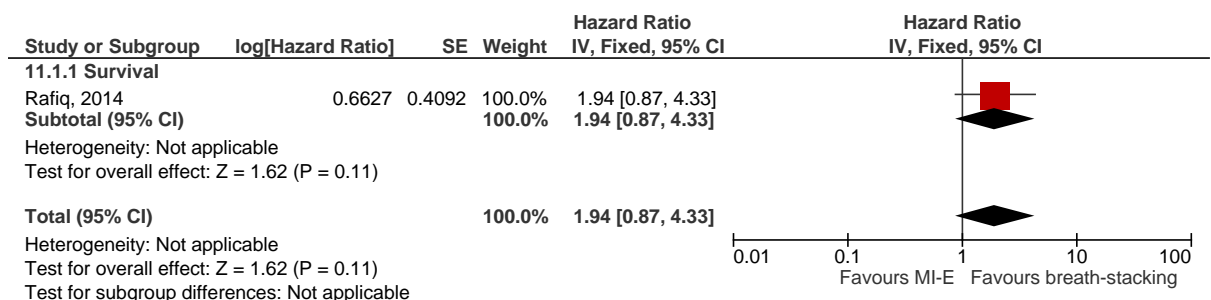 Hazard Ratio Hazard Ratio
Study or Subgroup log[Hazard Ratio] SE Weight IV, Fixed, 95% CI IV, Fixed, 95% CI
11.1.1 Survival
Rafiq, 2014 0.6627 0.4092 100.0% 1.94 [0.87, 4.33]
Subtotal (95% CI) 100.0% 1.94 [0.87, 4.33]
Heterogeneity: Not applicable
Test for overall effect: Z = 1.62 (P = 0.11)
Total (95% CI) 100.0% 1.94 [0.87, 4.33]
Heterogeneity: Not applicable
Test for overall effect: Z = 1.62 (P = 0.11)
Test for subgroup differences: Not applicable
0.01 0.1 1 10 100
Favours MI-E Favours breath-stacking